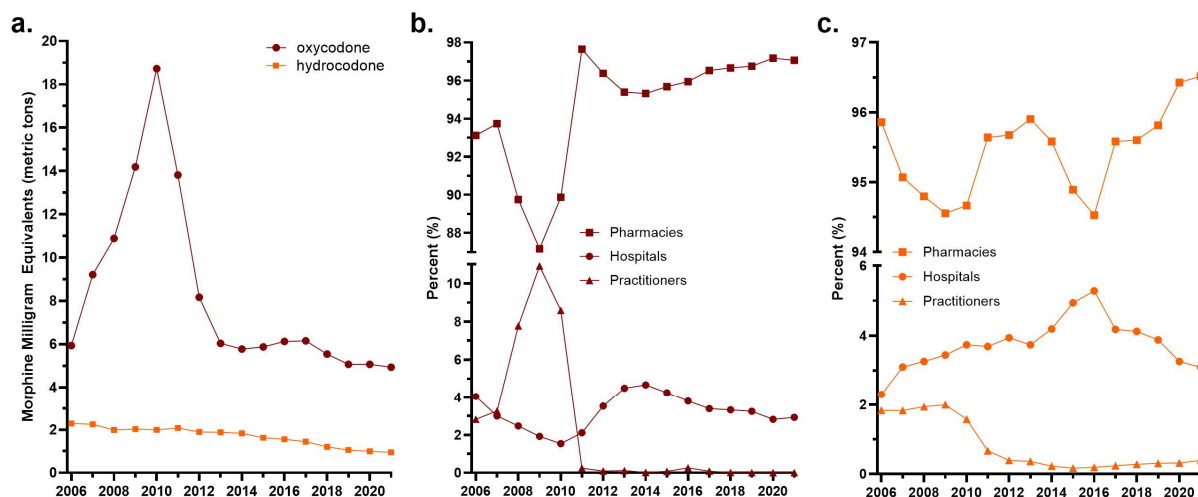 a.
Morphine Milligram Equivalents (metric tons)
20
18
16
14
12
10
8
6
4
2
0
2006 2008 2010 2012 2014 2016 2018 2020
oxycodone
hydrocodone
b.
Percent (%)
98
96
94
92
90
88
10
8
6
4
2
0
2006 2008 2010 2012 2014 2016 2018 2020
Pharmacies
Hospitals
Practitioners
c.
Percent (%)
97
96
95
94
6
4
2
0
2006 2008 2010 2012 2014 2016 2018 2020
Pharmacies
Hospitals
Practitioners